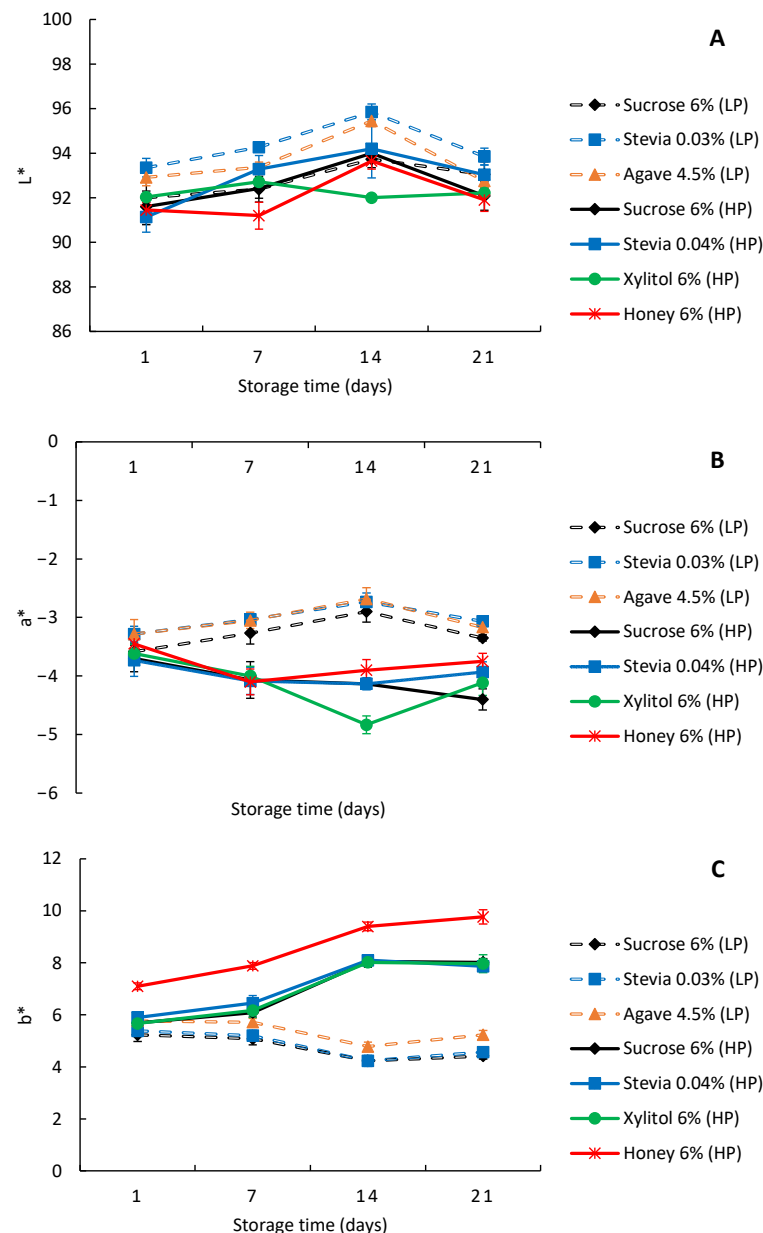 100
98
96
94
92
90
88
86
L*
1 7 14 21
Storage time (days)
A
Sucrose 6% (LP)
Stevia 0.03% (LP)
Agave 4.5% (LP)
Sucrose 6% (HP)
Stevia 0.04% (HP)
Xylitol 6% (HP)
Honey 6% (HP)
0
−1
−2
−3
−4
−5
−6
a*
1 7 14 21
Storage time (days)
B
Sucrose 6% (LP)
Stevia 0.03% (LP)
Agave 4.5% (LP)
Sucrose 6% (HP)
Stevia 0.04% (HP)
Xylitol 6% (HP)
Honey 6% (HP)
12
10
8
6
4
2
0
b*
1 7 14 21
Storage time (days)
C
Sucrose 6% (LP)
Stevia 0.03% (LP)
Agave 4.5% (LP)
Sucrose 6% (HP)
Stevia 0.04% (HP)
Xylitol 6% (HP)
Honey 6% (HP)